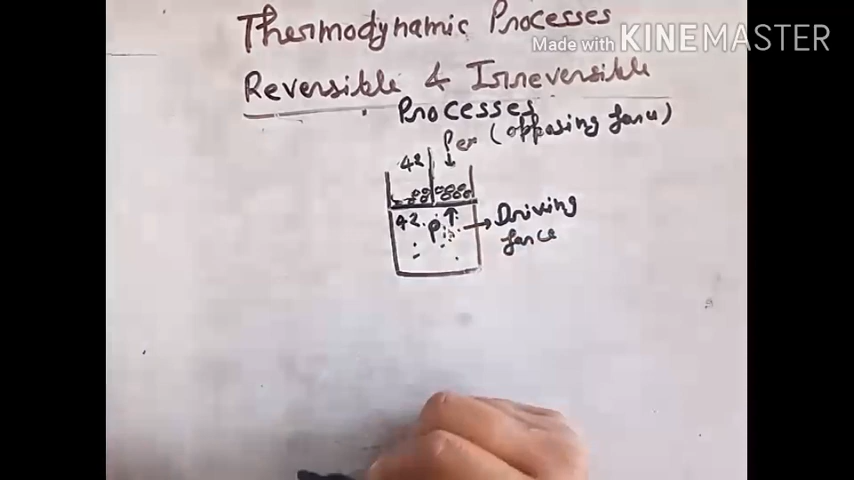 Thermodynamic Processes
Made with KINEMASTER
Reversible & Irreversible
Processes
Pex (opposing force)
42
42 P
Driving
force